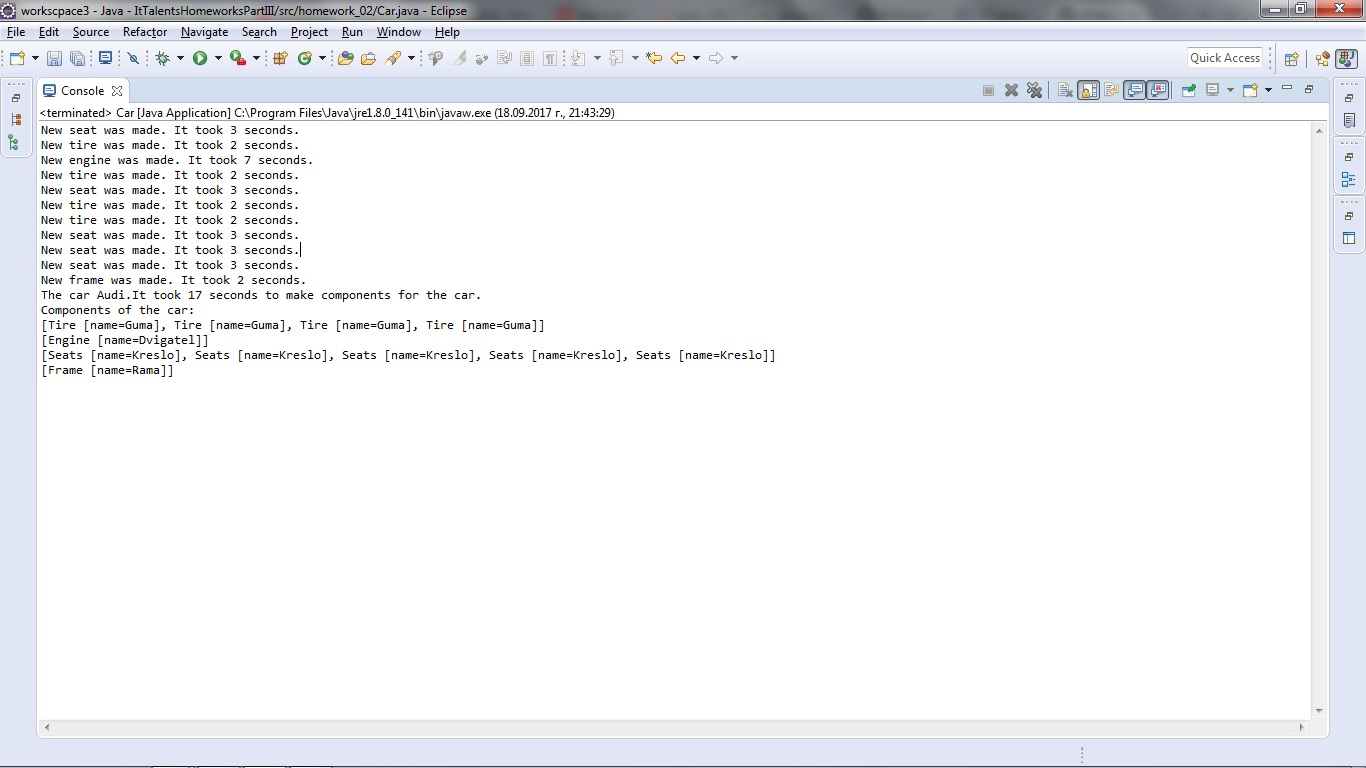 workscpace3 - Java - ItTalentsHomeworksPartIII/src/homework_02/Car.java - Eclipse
File Edit Source Refactor Navigate Search Project Run Window Help
Quick Access
Console
<terminated> Car [Java Application] C:\Program Files\Java\jre1.8.0_141\bin\javaw.exe (18.09.2017 г., 21:43:29)
New seat was made. It took 3 seconds.
New tire was made. It took 2 seconds.
New engine was made. It took 7 seconds.
New tire was made. It took 2 seconds.
New seat was made. It took 3 seconds.
New tire was made. It took 2 seconds.
New tire was made. It took 2 seconds.
New seat was made. It took 3 seconds.
New seat was made. It took 3 seconds.
New seat was made. It took 3 seconds.
New frame was made. It took 2 seconds.
The car Audi.It took 17 seconds to make components for the car.
Components of the car:
[Tire [name=Guma], Tire [name=Guma], Tire [name=Guma], Tire [name=Guma]]
[Engine [name=Dvigatel]]
[Seats [name=Kreslo], Seats [name=Kreslo], Seats [name=Kreslo], Seats [name=Kreslo], Seats [name=Kreslo]]
[Frame [name=Rama]]